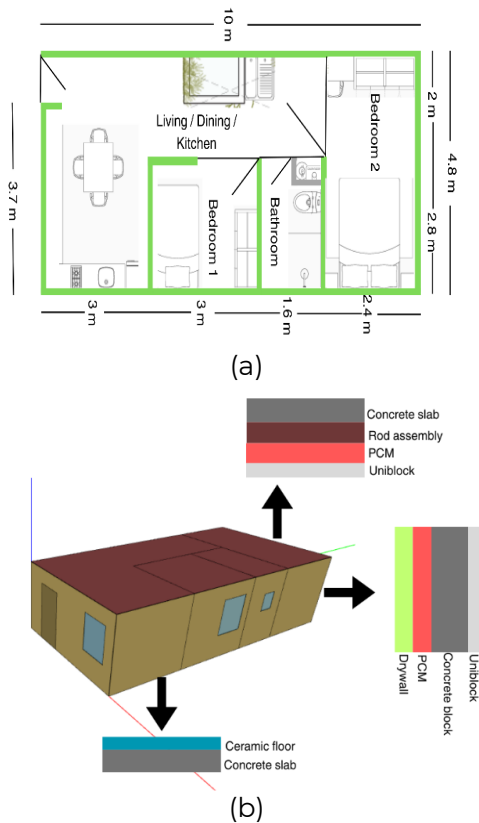 10 m
Living / Dining /
Kitchen
Bedroom 2
Bedroom 1
Bathroom
2 m
4.8 m
2.8 m
3.7 m
3 m
3 m
1.6 m
2.4 m
(a)
Concrete slab
Rod assembly
PCM
Uniblock
Drywall
PCM
Concrete block
Uniblock
Ceramic floor
Concrete slab
(b)